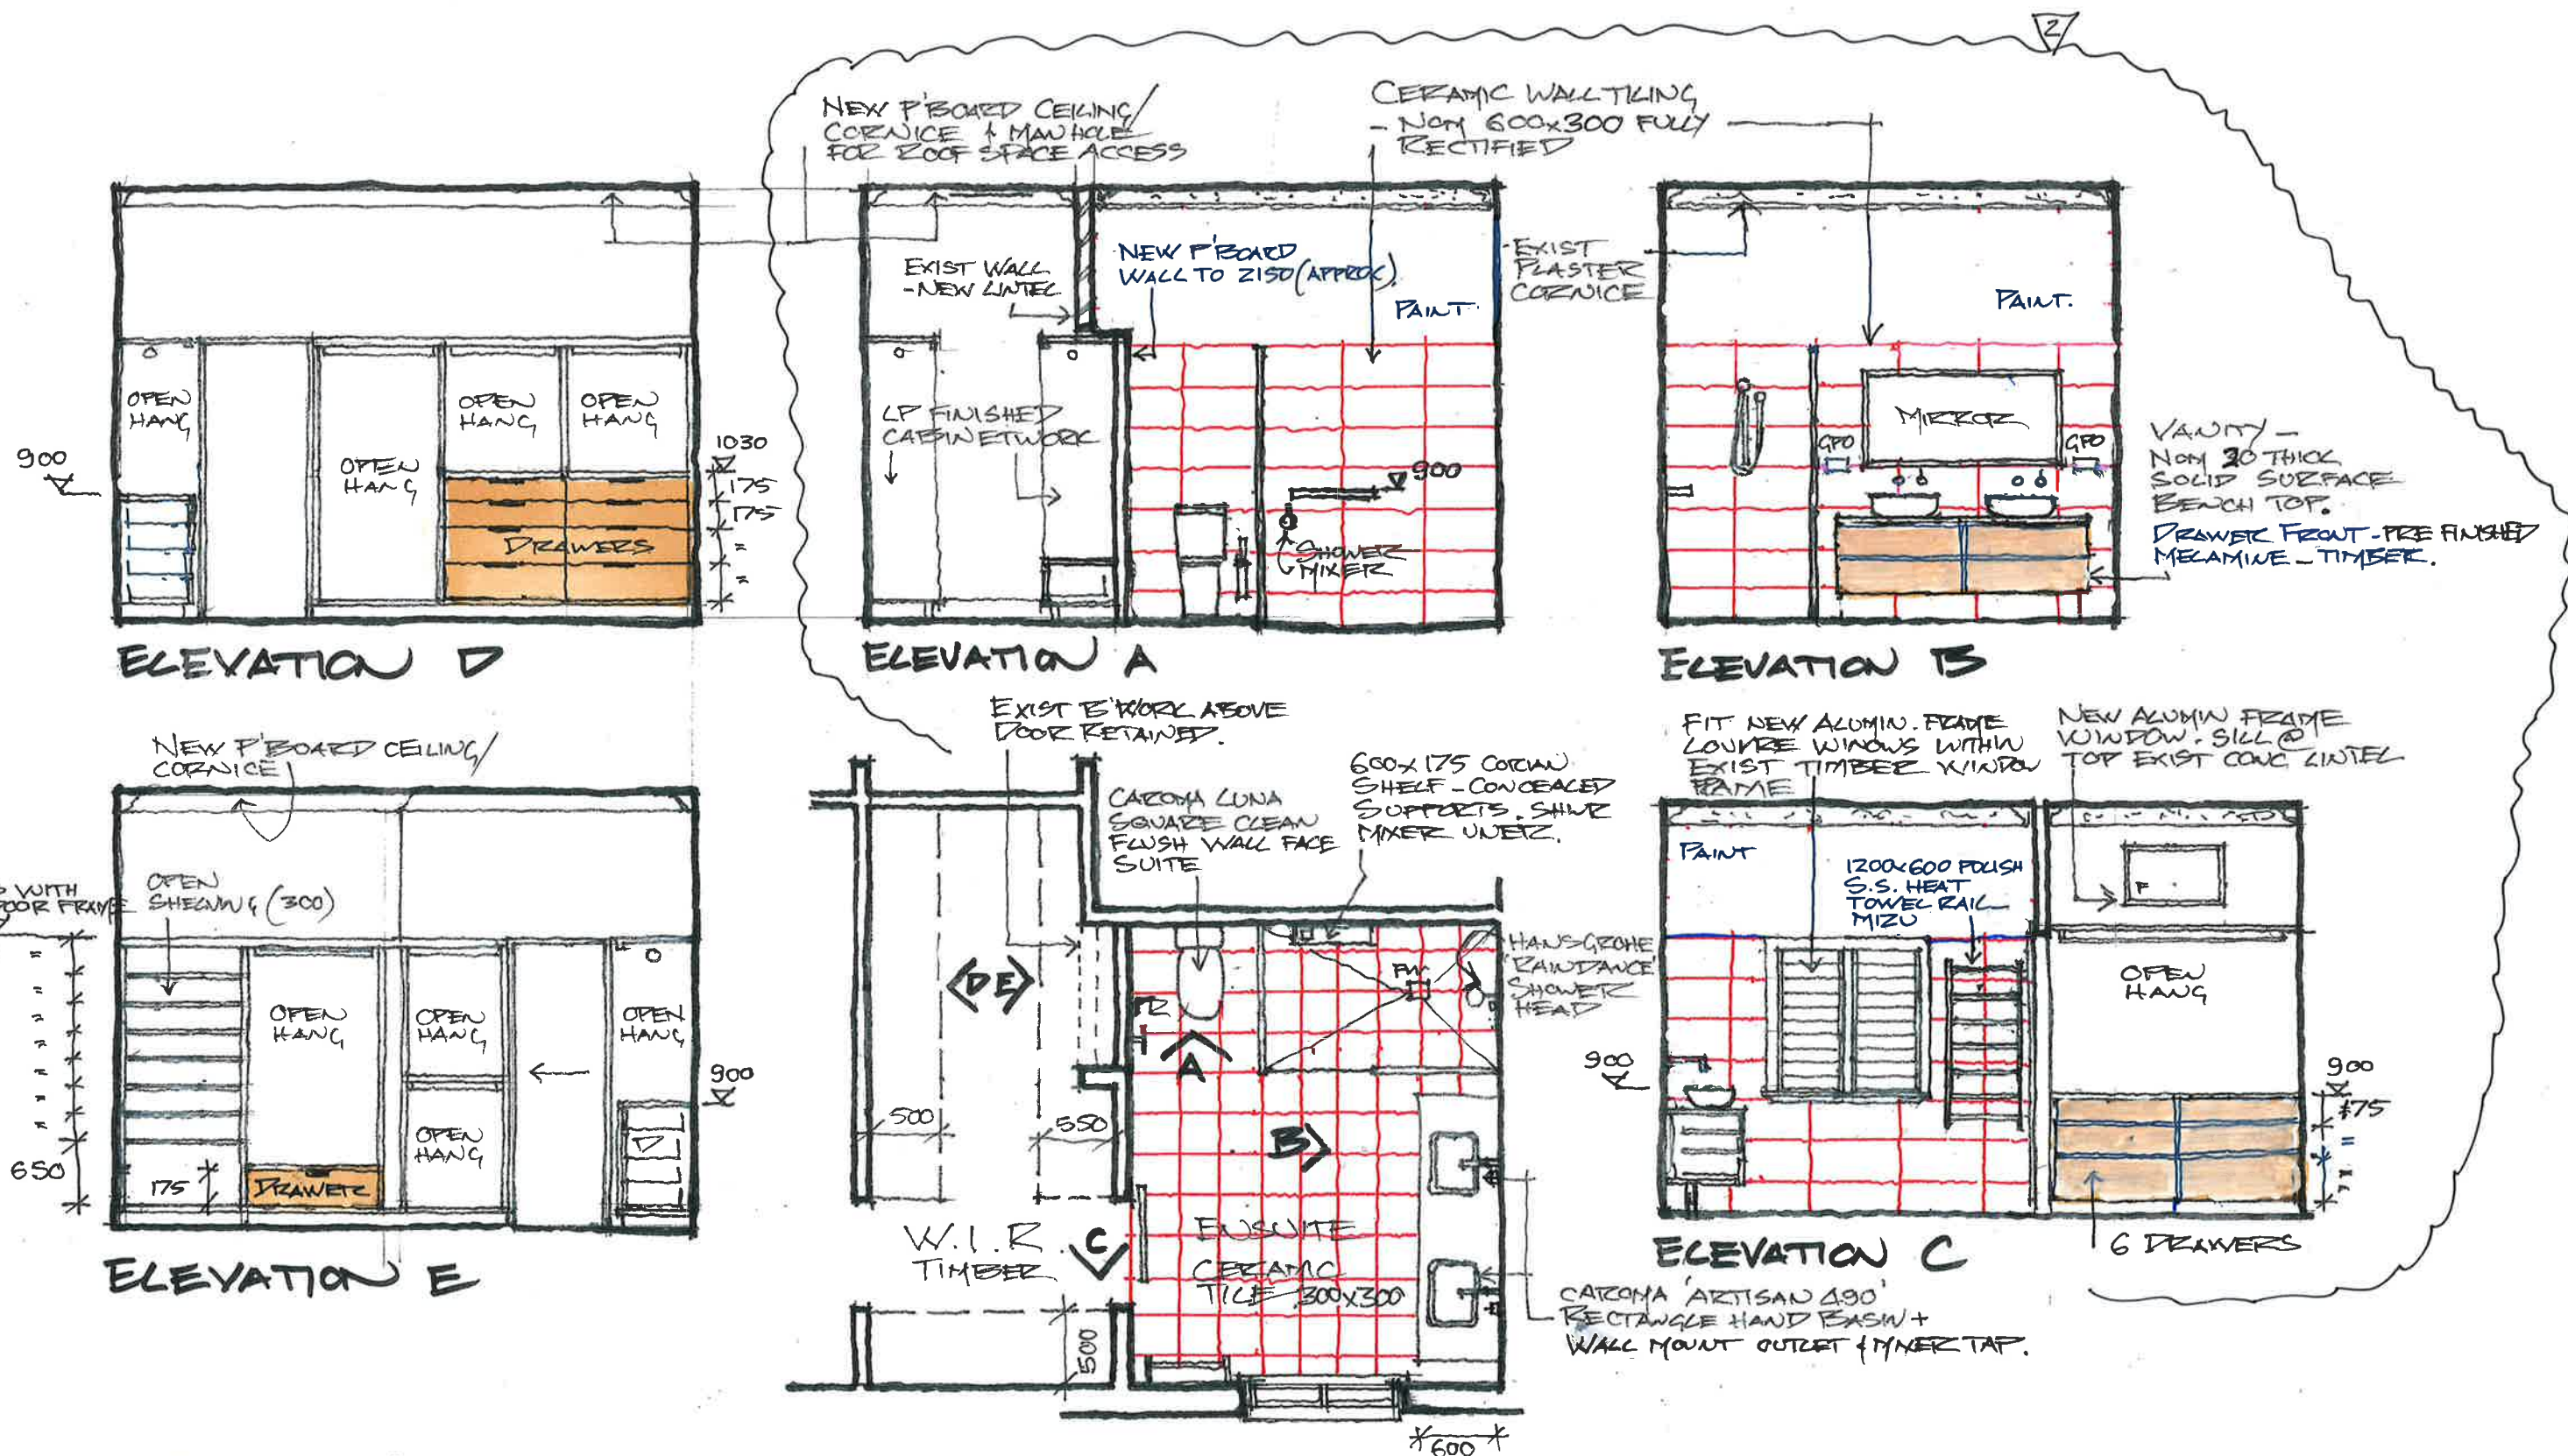 2
NEW P'BOARD CEILING/
CORNICE & MANHOLE
FOR ROOF SPACE ACCESS
CERAMIC WALL TILING
- NOM 600x300 FULLY
RECTIFIED
OPEN
HANG
OPEN
HANG
OPEN
HANG
OPEN
HANG
DRAWERS
900
1030
175
175
=
=
ELEVATION D
EXIST WALL
- NEW LINTEL
NEW P'BOARD
WALL TO 2150 (APPROX).
PAINT.
LP FINISHED
CABINETWORK
900
SHOWER
MIXER
ELEVATION A
EXIST
PLASTER
CORNICE
PAINT.
MIRROR
GPO
GPO
VANITY -
NOM 20 THICK
SOLID SURFACE
BENCH TOP.
DRAWER FRONT - PRE FINISHED
MELAMINE - TIMBER.
ELEVATION B
NEW P'BOARD CEILING/
CORNICE
WITH
DOOR FRAME
OPEN
SHELVING (300)
=
=
=
=
=
=
=
650
175
OPEN
HANG
DRAWER
OPEN
HANG
OPEN
HANG
OPEN
HANG
D
900
ELEVATION E
EXIST B'WORK ABOVE
DOOR RETAINED.
CAROMA LUNA
SQUARE CLEAN
FLUSH WALL FACE
SUITE
600x175 CORIAN
SHELF - CONCEALED
SUPPORTS. SHWR
MIXER UNER.
D E
FW
HANSGROHE
'RAINDANCE'
SHOWER
HEAD
TR
H
A
500
550
B
W.I.R.
TIMBER
C
ENSUITE
CERAMIC
TILE 300x300
500
600
CAROMA 'ARTISAN 490'
RECTANGLE HAND BASIN +
WALL MOUNT OUTLET & MIXER TAP.
FIT NEW ALUMIN. FRAME
LOUVRE WINOWS WITHIN
EXIST TIMBER WINDOW
FRAME
NEW ALUMIN FRAME
WINDOW. SILL @
TOP EXIST CONC LINTEL
PAINT
1200x600 POLISH
S.S. HEAT
TOWEL RAIL
MIZU
F
OPEN
HANG
900
900
175
=
=
6 DRAWERS
ELEVATION C